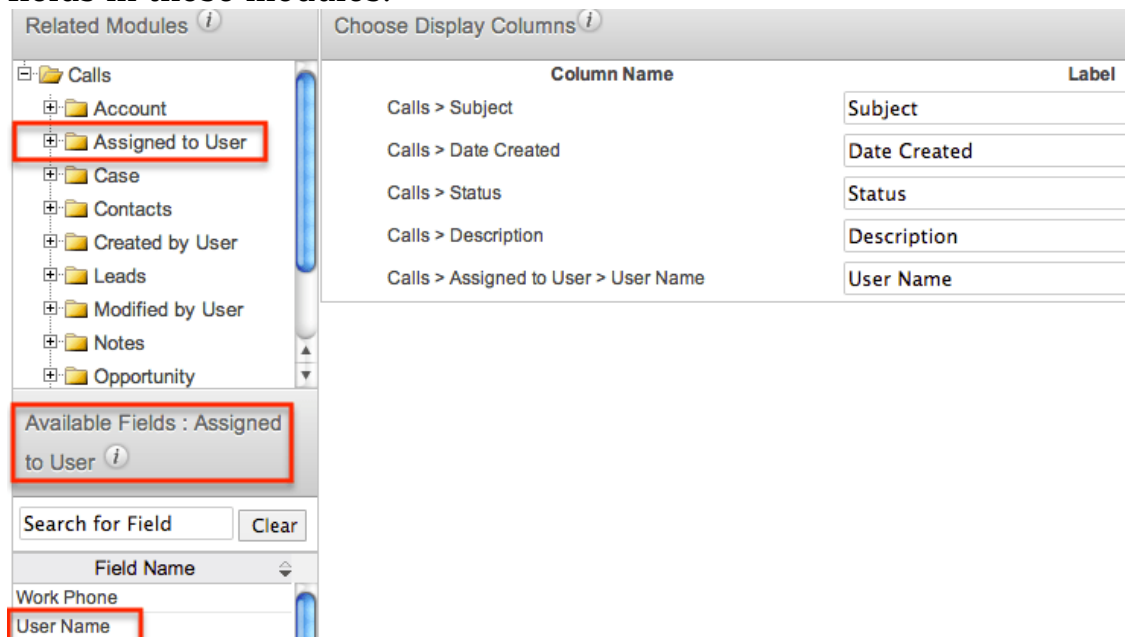 Related Modules i
Calls
Account
Assigned to User
Case
Contacts
Created by User
Leads
Modified by User
Notes
Opportunity
Available Fields : Assigned
to User i
Search for Field Clear
Field Name
Work Phone
User Name
Choose Display Columns i
Column Name Label
Calls > Subject Subject
Calls > Date Created Date Created
Calls > Status Status
Calls > Description Description
Calls > Assigned to User > User Name User Name